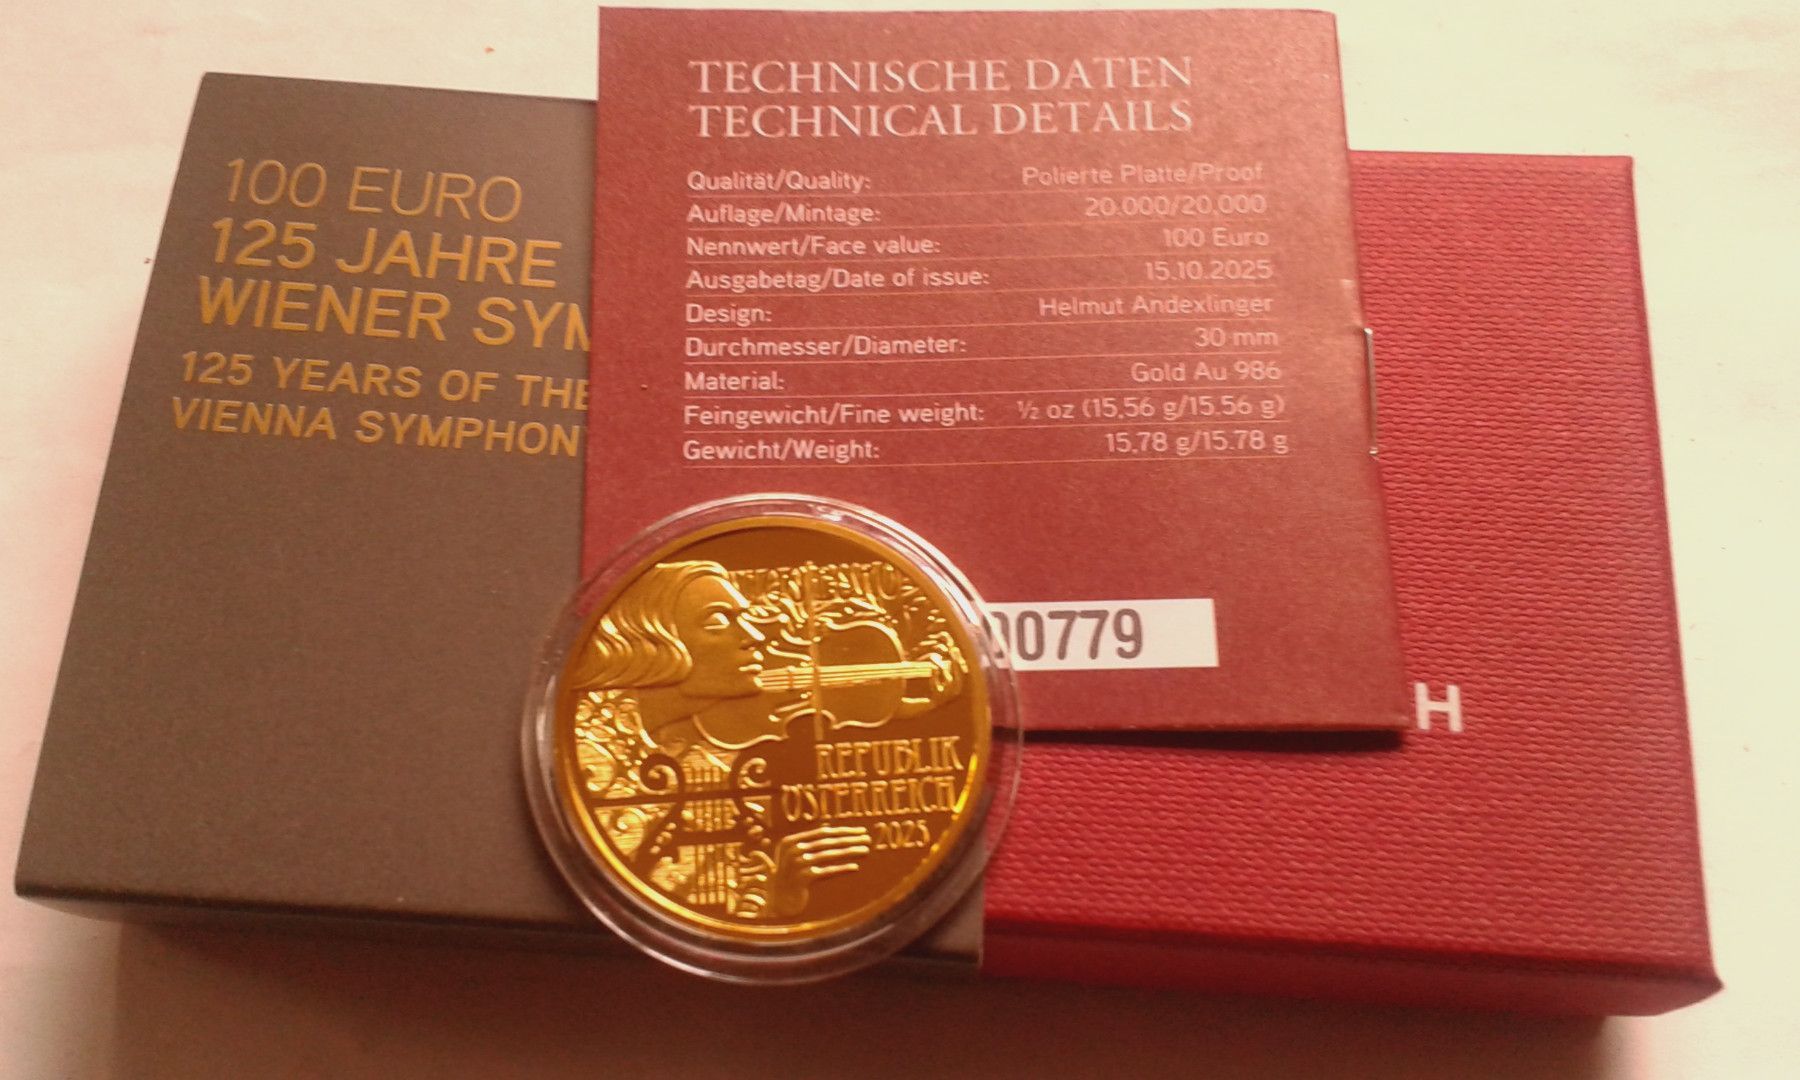 100 EURO
125 JAHRE
WIENER SYM
125 YEARS OF THE
VIENNA SYMPHON
TECHNISCHE DATEN
TECHNICAL DETAILS
Qualität/Quality: Polierte Platte/Proof
Auflage/Mintage: 20.000/20,000
Nennwert/Face value: 100 Euro
Ausgabetag/Date of issue: 15.10.2025
Design: Helmut Andexlinger
Durchmesser/Diameter: 30 mm
Material: Gold Au 986
Feingewicht/Fine weight: ½ oz (15,56 g/15.56 g)
Gewicht/Weight: 15,78 g/15.78 g
00779
H
REPUBLIK
ÖSTERREICH
2025